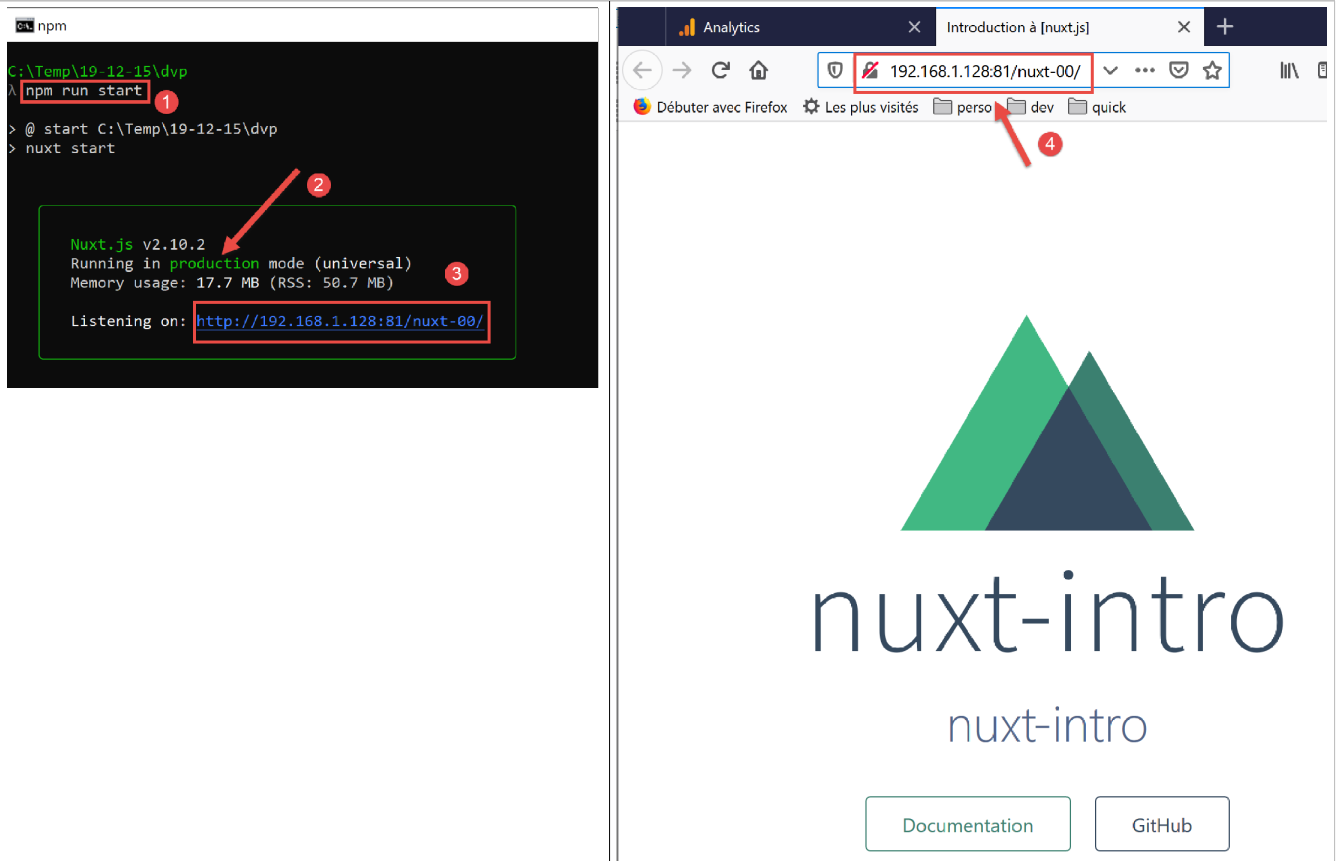 npm
C:\Temp\19-12-15\dvp
λ npm run start
1
> @ start C:\Temp\19-12-15\dvp
> nuxt start
2
Nuxt.js v2.10.2
Running in production mode (universal)
Memory usage: 17.7 MB (RSS: 50.7 MB)
3
Listening on: http://192.168.1.128:81/nuxt-00/
Analytics
Introduction à [nuxt.js]
192.168.1.128:81/nuxt-00/
Débuter avec Firefox Les plus visités perso dev quick
4
nuxt-intro
nuxt-intro
Documentation GitHub